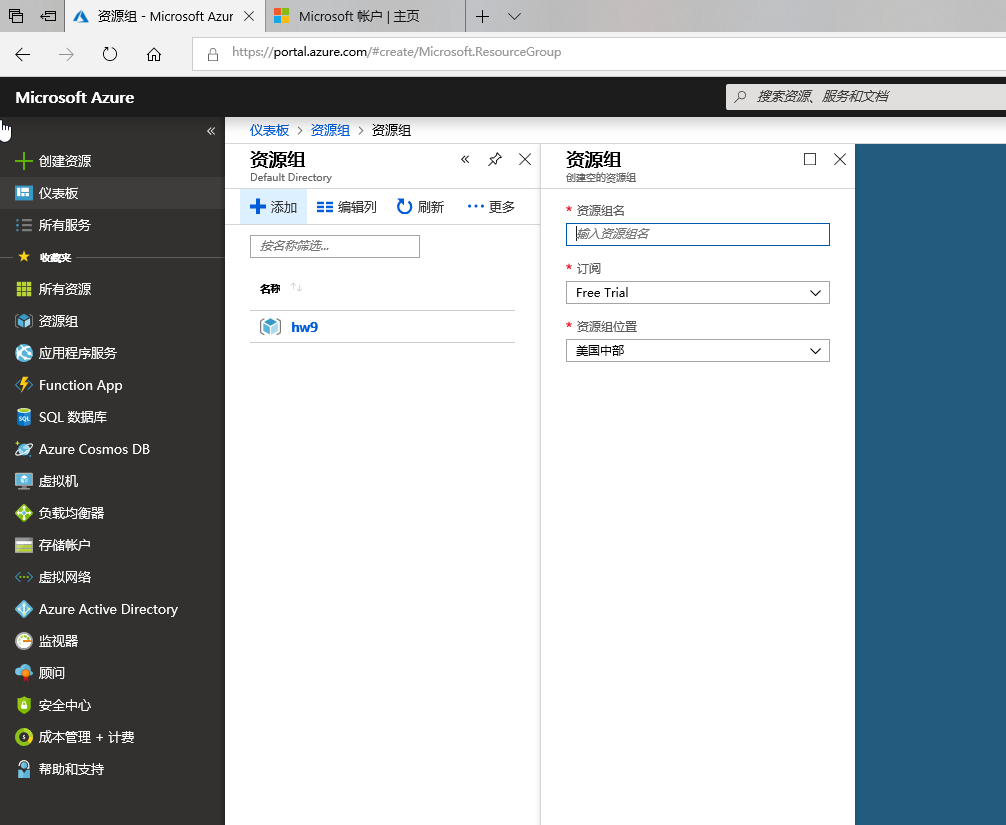 资源组 - Microsoft Azur
Microsoft 帐户 | 主页
https://portal.azure.com/#create/Microsoft.ResourceGroup
Microsoft Azure
搜索资源、服务和文档
创建资源
仪表板
所有服务
收藏夹
所有资源
资源组
应用程序服务
Function App
SQL 数据库
Azure Cosmos DB
虚拟机
负载均衡器
存储帐户
虚拟网络
Azure Active Directory
监视器
顾问
安全中心
成本管理 + 计费
帮助和支持
仪表板 > 资源组 > 资源组
资源组
Default Directory
添加 编辑列 刷新 ··· 更多
按名称筛选...
名称 ↑↓
hw9
资源组
创建空的资源组
* 资源组名
输入资源组名
* 订阅
Free Trial
* 资源组位置
美国中部